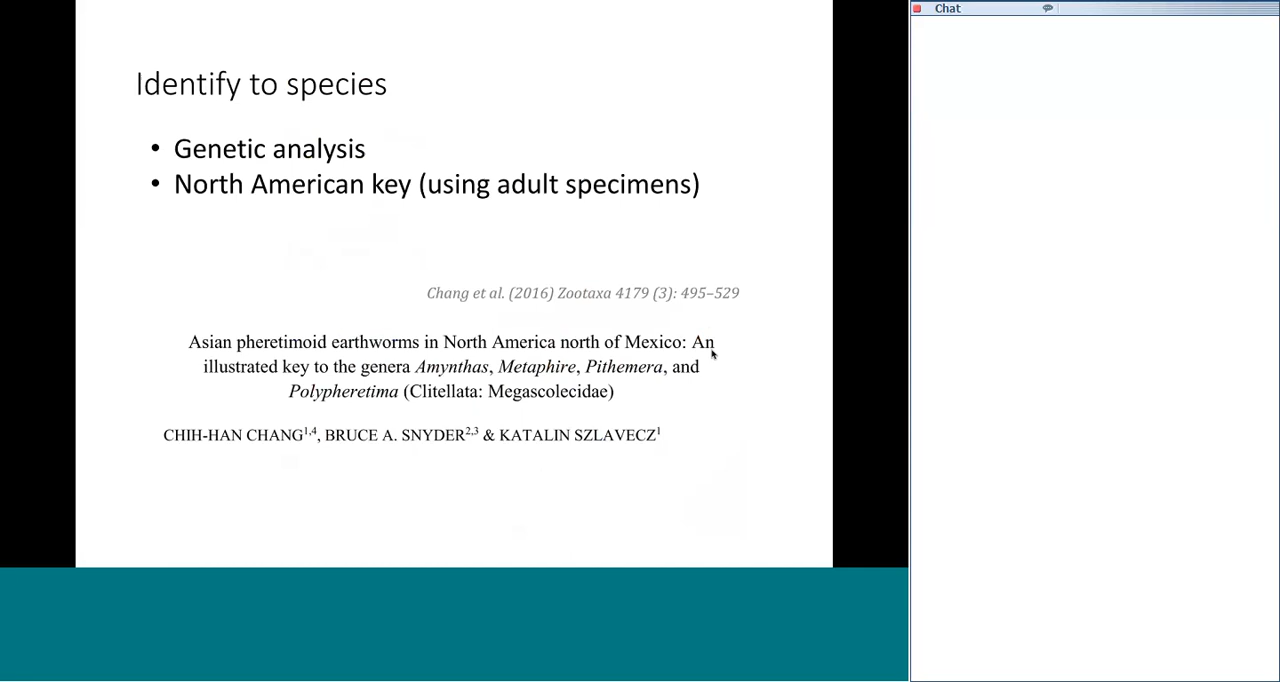 Chat
Identify to species
• Genetic analysis
• North American key (using adult specimens)
Chang et al. (2016) Zootaxa 4179 (3): 495–529
Asian pheretimoid earthworms in North America north of Mexico: An
illustrated key to the genera Amynthas, Metaphire, Pithemera, and
Polypheretima (Clitellata: Megascolecidae)
CHIH-HAN CHANG1,4, BRUCE A. SNYDER2,3 & KATALIN SZLAVECZ1